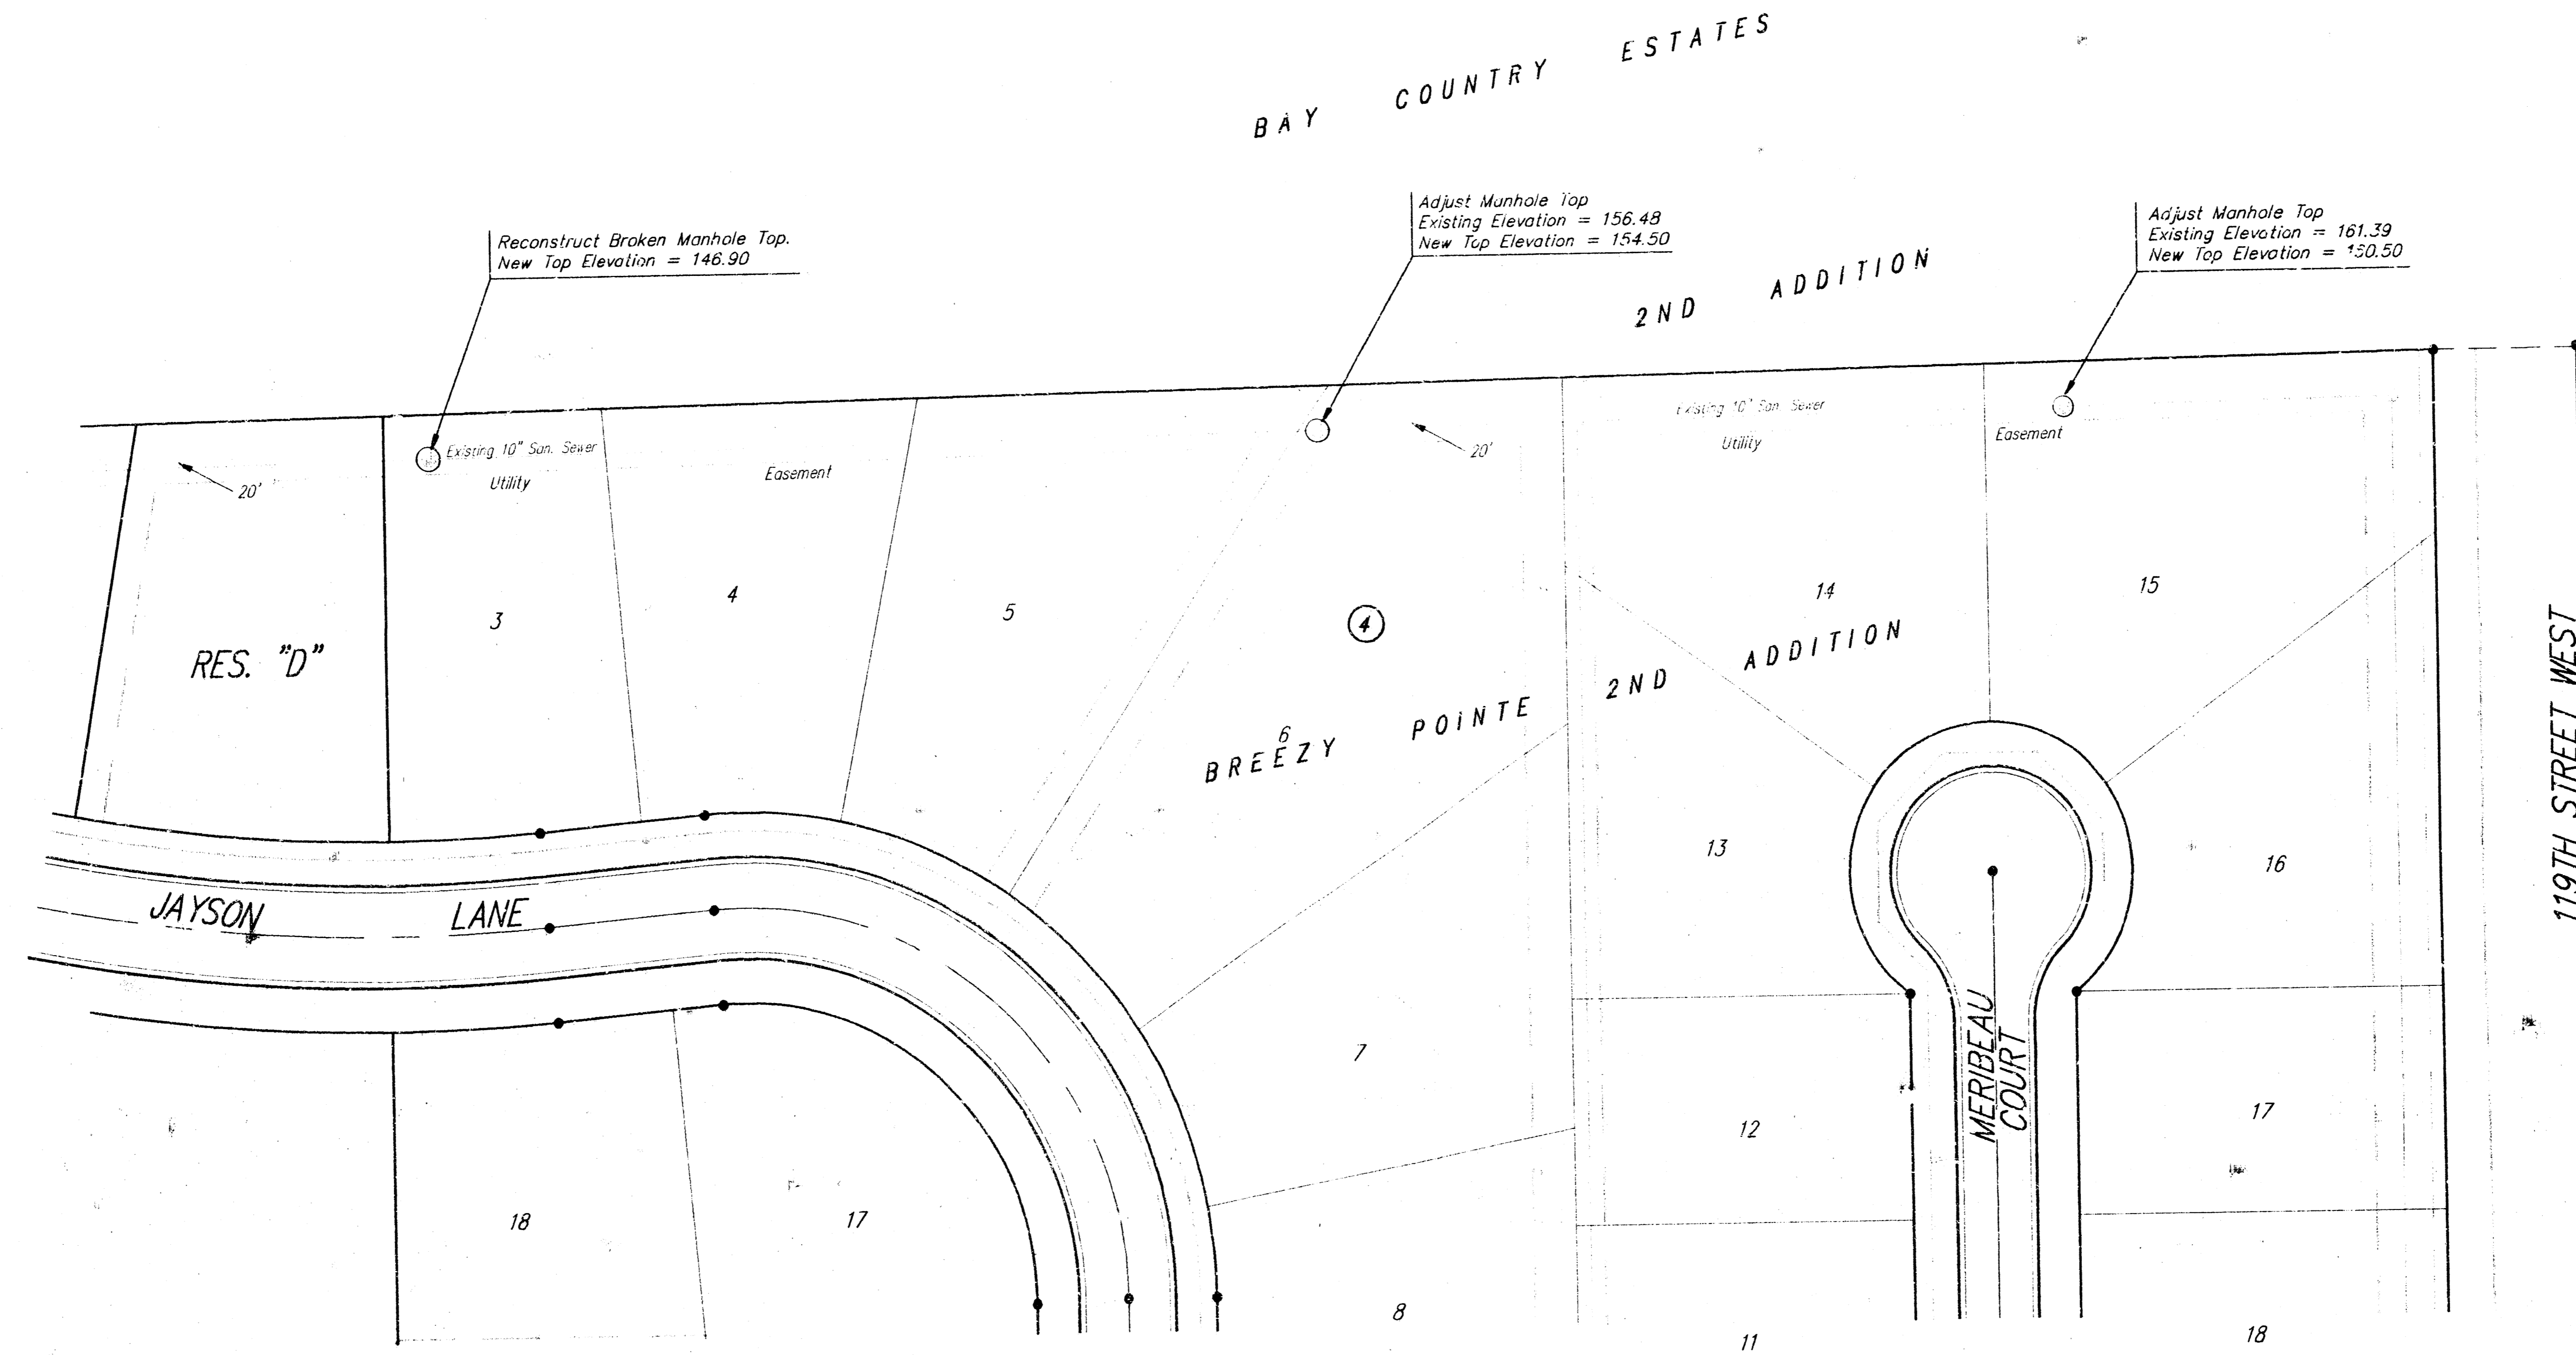 BAY COUNTRY ESTATES
2ND ADDITION
Reconstruct Broken Manhole Top.
New Top Elevation = 146.90
Adjust Manhole Top
Existing Elevation = 156.48
New Top Elevation = 154.50
Adjust Manhole Top
Existing Elevation = 161.39
New Top Elevation =
20'
Existing 10" San. Sewer
Utility
Easement
20'
Existing 10" San. Sewer
Utility
Easement
RES. "D"
3
4
5
4
6
14
15
BREEZY POINTE 2ND ADDITION
119TH STREET WEST
13
16
JAYSON LANE
MERIBEAU
COURT
7
12
17
18
17
8
11
18